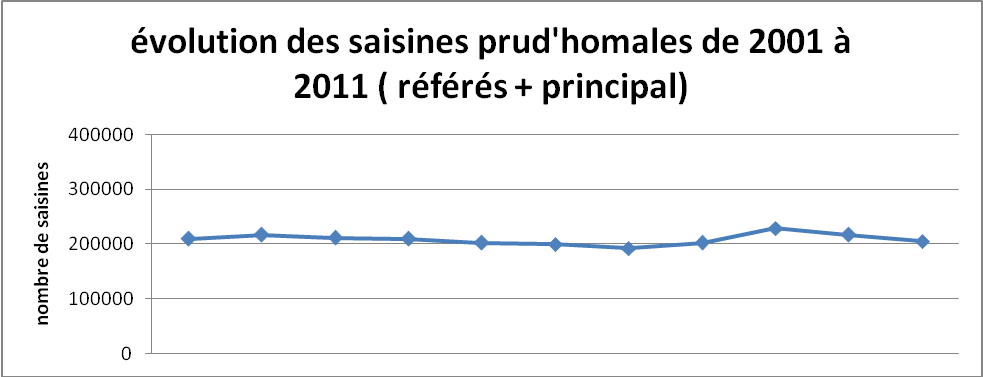 évolution des saisines prud'homales de 2001 à
2011 ( référés + principal)
nombre de saisines
400000
300000
200000
100000
0